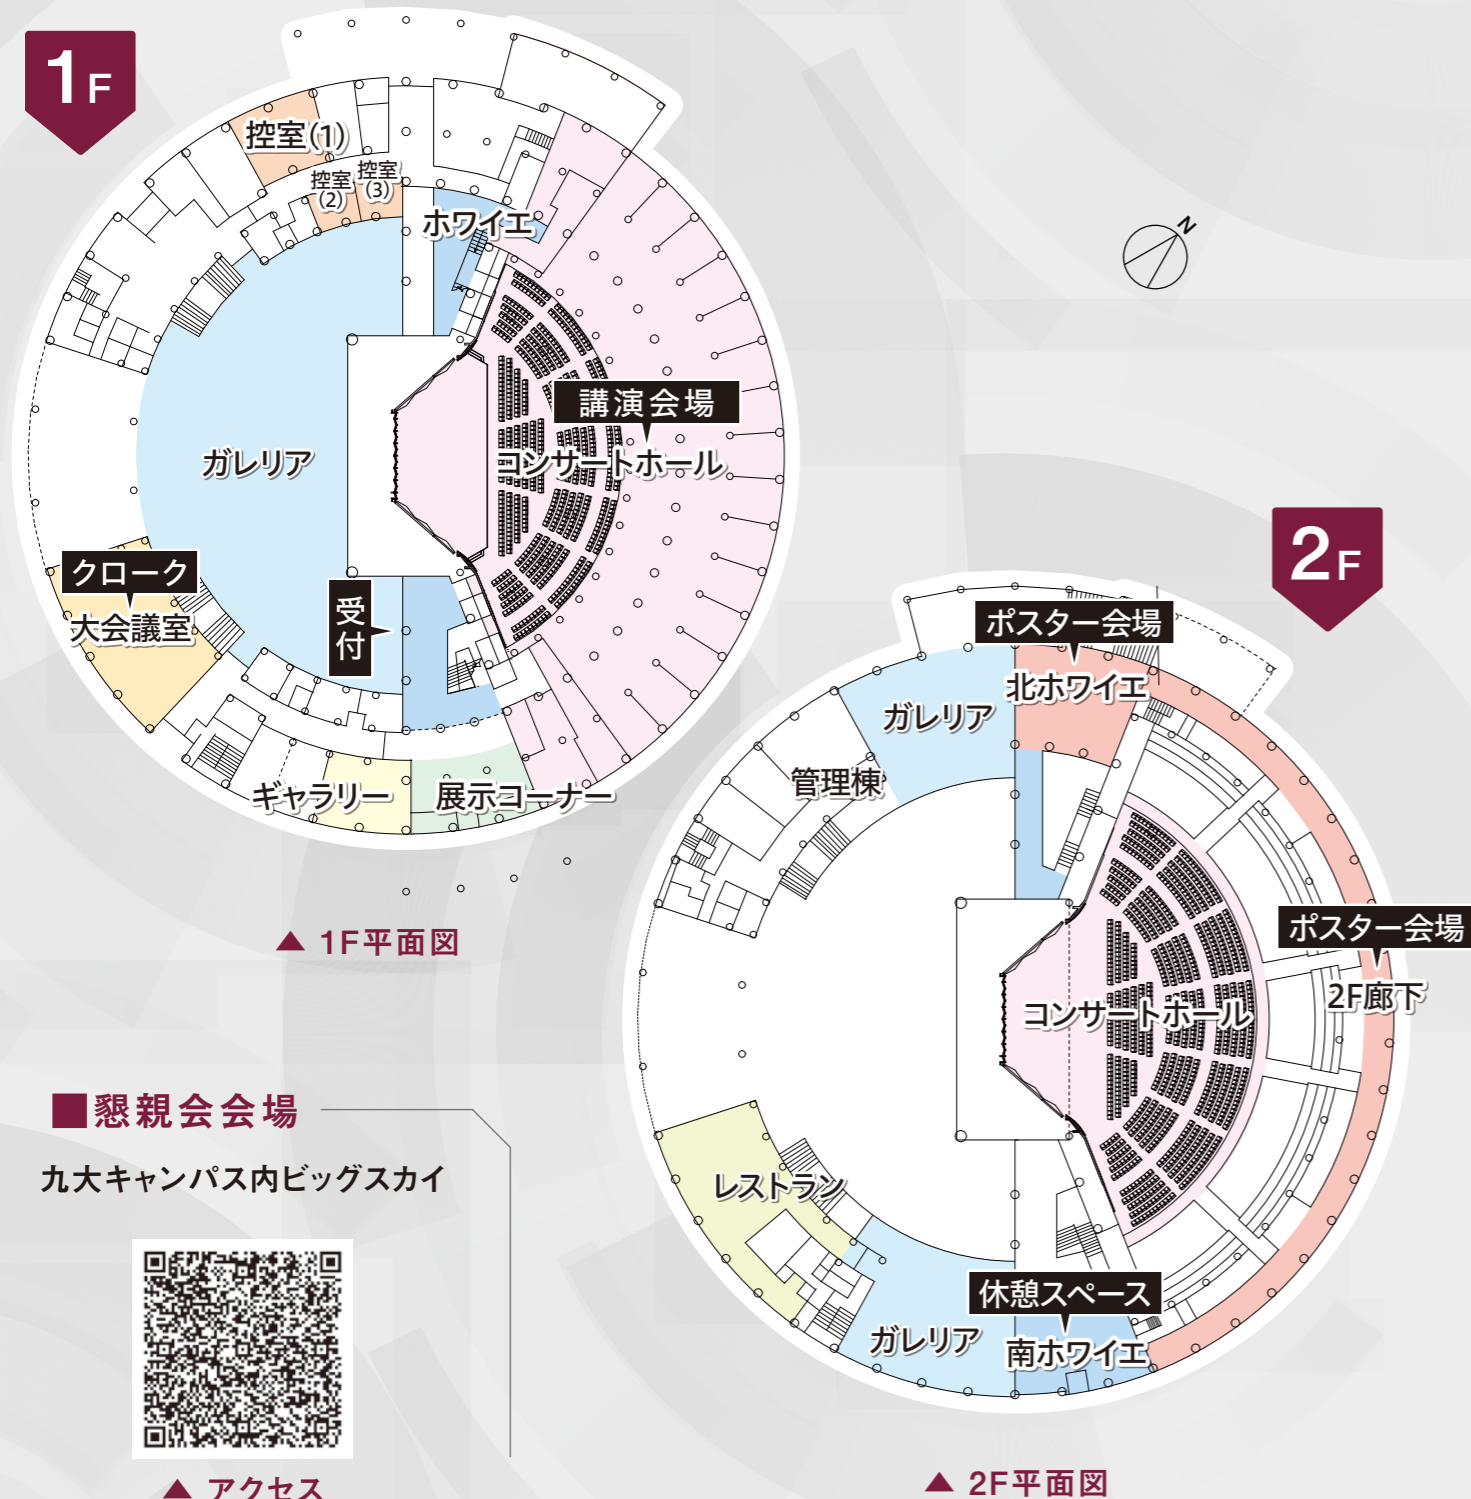 1F
控室(1)
控室
(2)
控室
(3)
ホワイエ
N
講演会場
コンサートホール
ガレリア
クローク
大会議室
受付
ギャラリー
展示コーナー
▲ 1F平面図
2F
ポスター会場
北ホワイエ
ガレリア
管理棟
ポスター会場
2F廊下
コンサートホール
レストラン
休憩スペース
南ホワイエ
ガレリア
▲ 2F平面図
■懇親会会場
九大キャンパス内ビッグスカイ
▲ アクセス